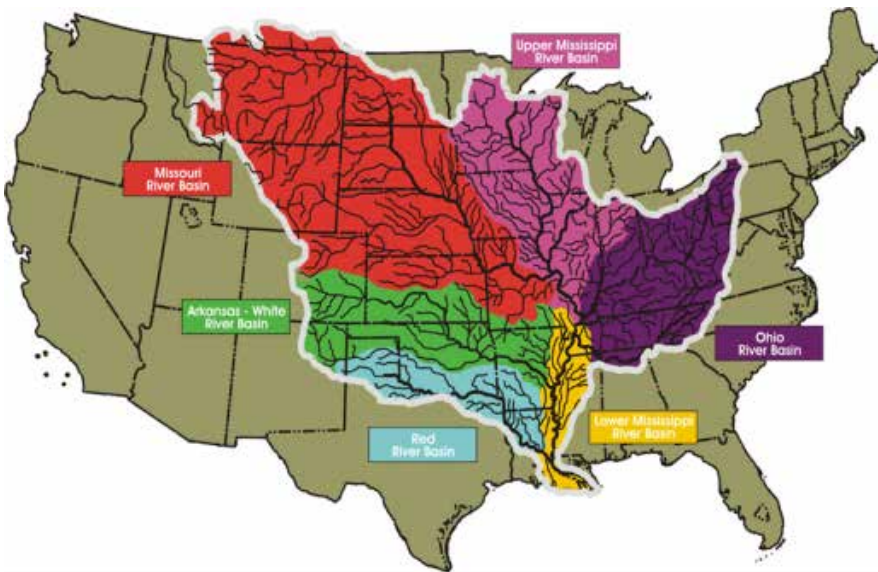 Upper Mississippi
River Basin
Missouri
River Basin
Arkansas - White
River Basin
Ohio
River Basin
Lower Mississippi
River Basin
Red
River Basin